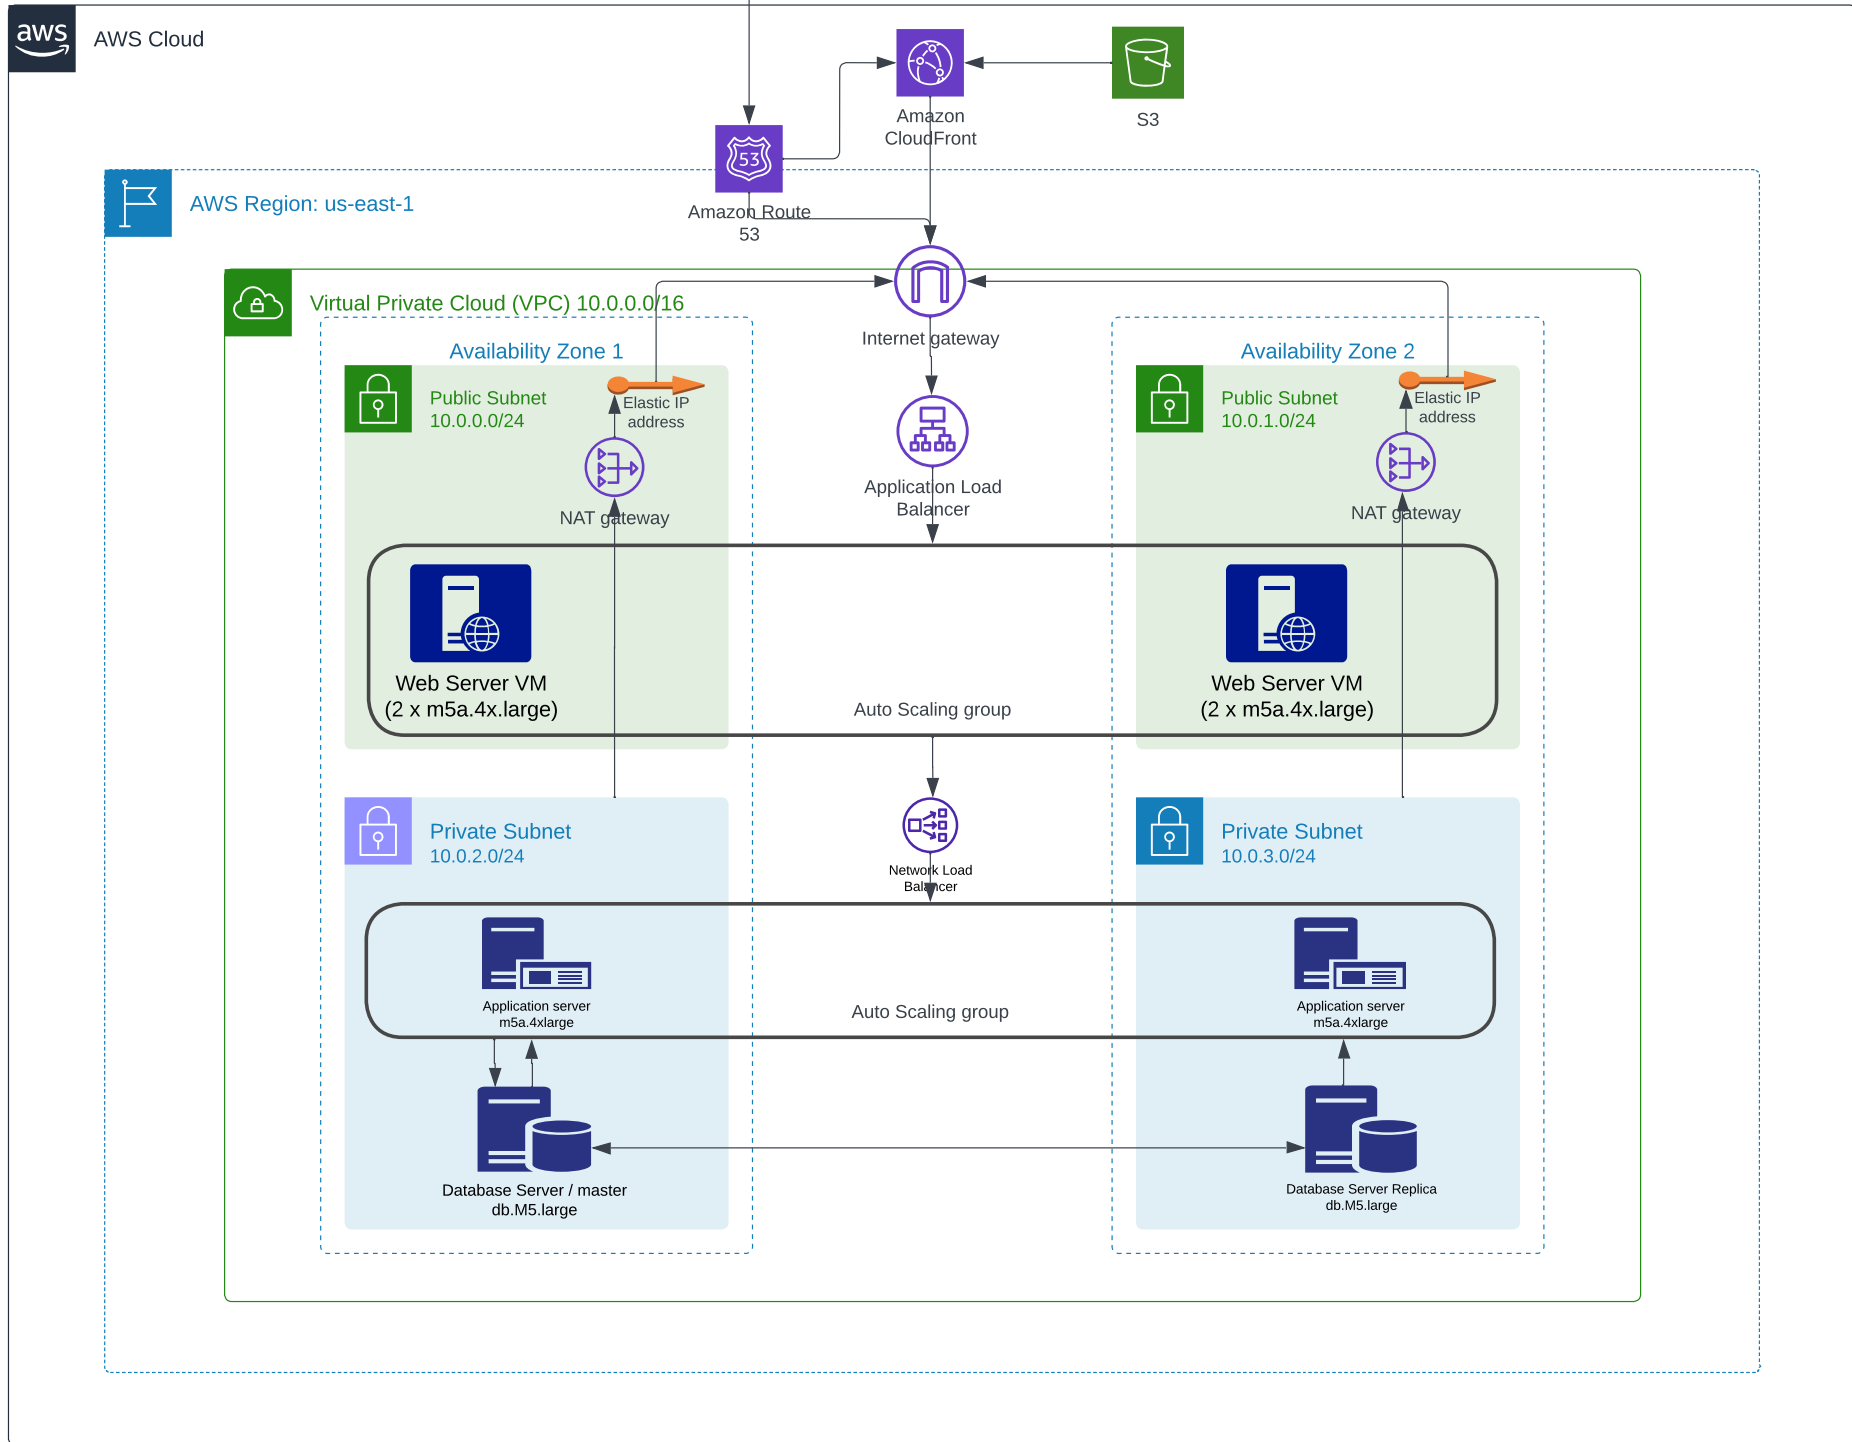 aws
AWS Cloud
Amazon
CloudFront
S3
53
Amazon Route
53
AWS Region: us-east-1
Virtual Private Cloud (VPC) 10.0.0.0/16
Internet gateway
Availability Zone 1
Availability Zone 2
Public Subnet
10.0.0.0/24
Elastic IP
address
Public Subnet
10.0.1.0/24
Elastic IP
address
NAT gateway
Application Load
Balancer
NAT gateway
Web Server VM
(2 x m5a.4x.large)
Auto Scaling group
Web Server VM
(2 x m5a.4x.large)
Private Subnet
10.0.2.0/24
Network Load
Balancer
Private Subnet
10.0.3.0/24
Application server
m5a.4xlarge
Auto Scaling group
Application server
m5a.4xlarge
Database Server / master
db.M5.large
Database Server Replica
db.M5.large